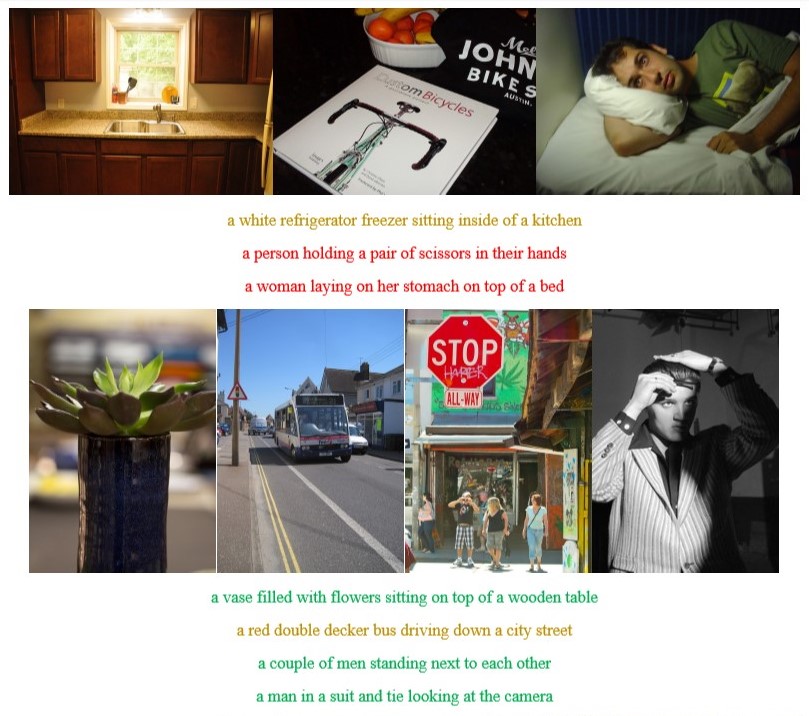 Mel
JOHN
BIKES
AUSTIN,
Custom Bicycles
a white refrigerator freezer sitting inside of a kitchen
a person holding a pair of scissors in their hands
a woman laying on her stomach on top of a bed
STOP
HARPER
ALL-WAY
a vase filled with flowers sitting on top of a wooden table
a red double decker bus driving down a city street
a couple of men standing next to each other
a man in a suit and tie looking at the camera